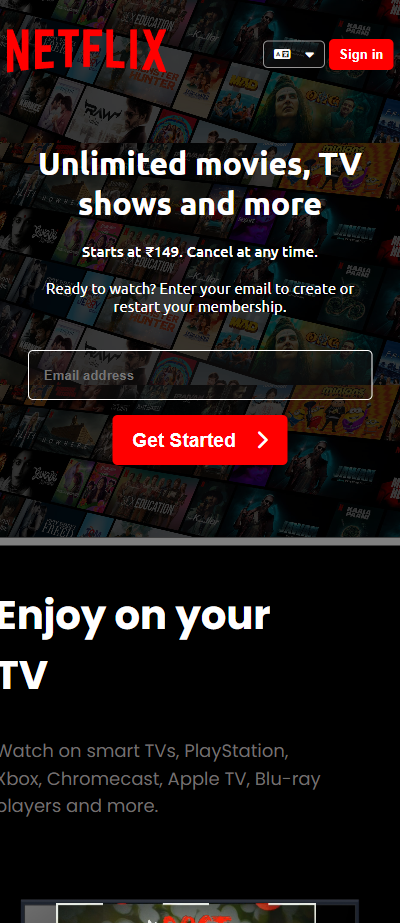 NETFLIX
Sign in
Unlimited movies, TV
shows and more
Starts at ₹149. Cancel at any time.
Ready to watch? Enter your email to create or
restart your membership.
Email address
Get Started
Enjoy on your
TV
Watch on smart TVs, PlayStation,
Xbox, Chromecast, Apple TV, Blu-ray
players and more.